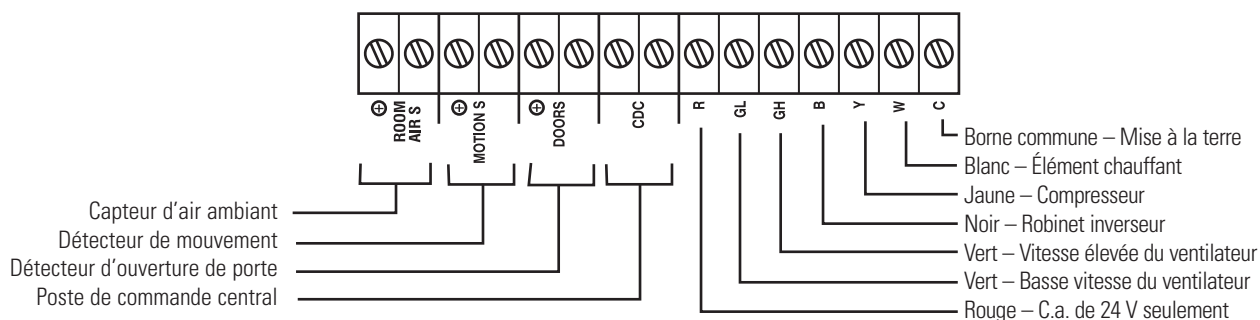 ⊕ ROOM
AIR S
⊕ MOTION S
⊕ DOORS
CDC
R
GL
GH
B
Y
W
C
Capteur d’air ambiant
Détecteur de mouvement
Détecteur d’ouverture de porte
Poste de commande central
Borne commune – Mise à la terre
Blanc – Élément chauffant
Jaune – Compresseur
Noir – Robinet inverseur
Vert – Vitesse élevée du ventilateur
Vert – Basse vitesse du ventilateur
Rouge – C.a. de 24 V seulement